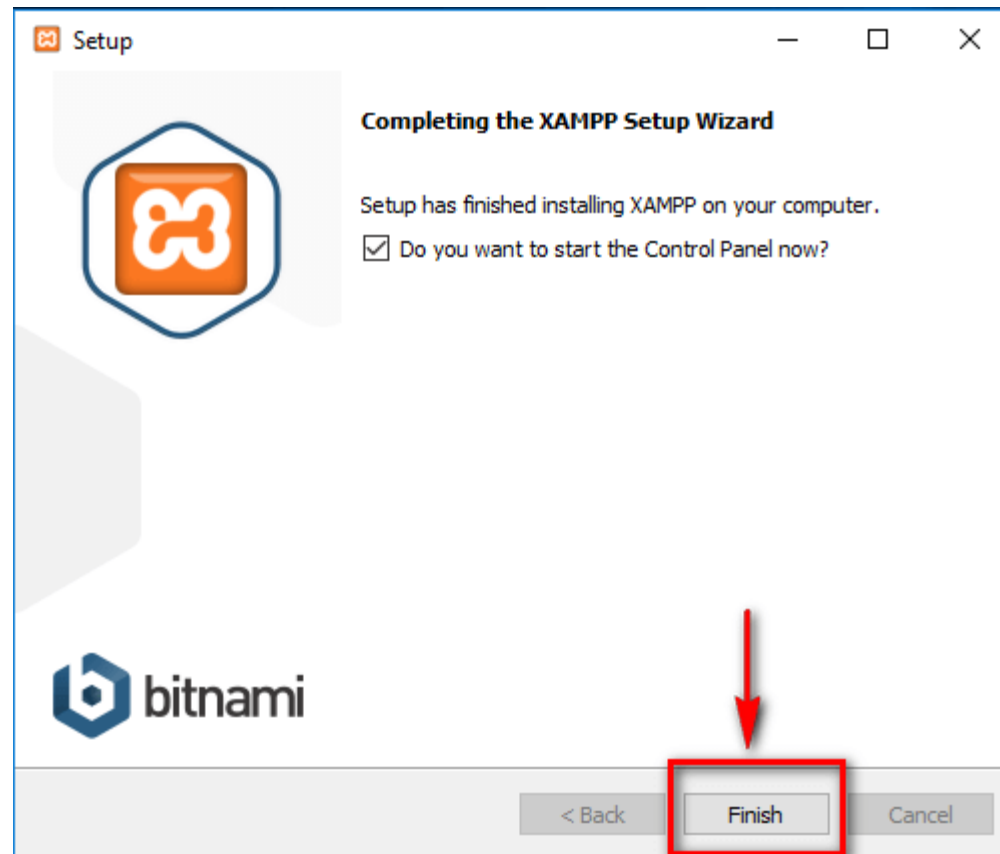 Setup
Completing the XAMPP Setup Wizard
Setup has finished installing XAMPP on your computer.
Do you want to start the Control Panel now?
bitnami
< Back
Finish
Cancel